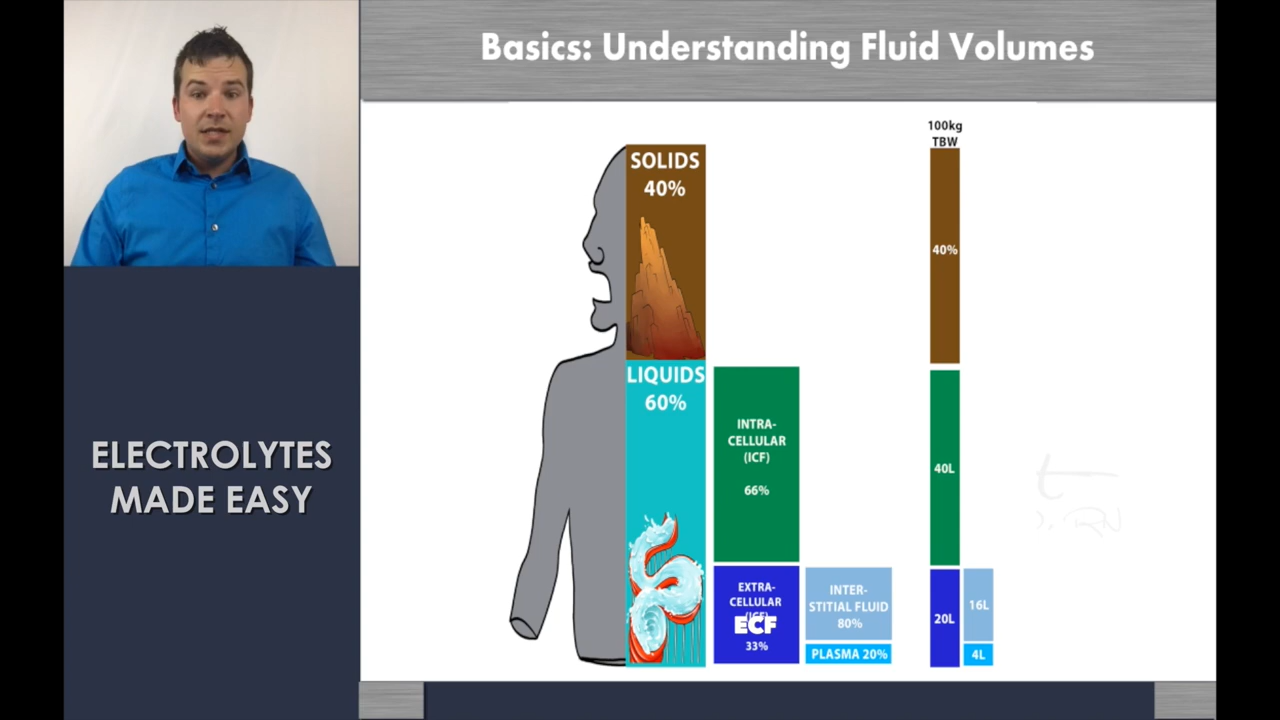 Basics: Understanding Fluid Volumes
ELECTROLYTES
MADE EASY
SOLIDS
40%
LIQUIDS
60%
INTRA-
CELLULAR
(ICF)
66%
EXTRA-
CELLULAR
ECF
33%
INTER-
STITIAL FLUID
80%
PLASMA 20%
100kg
TBW
40%
40L
20L
16L
4L
RN